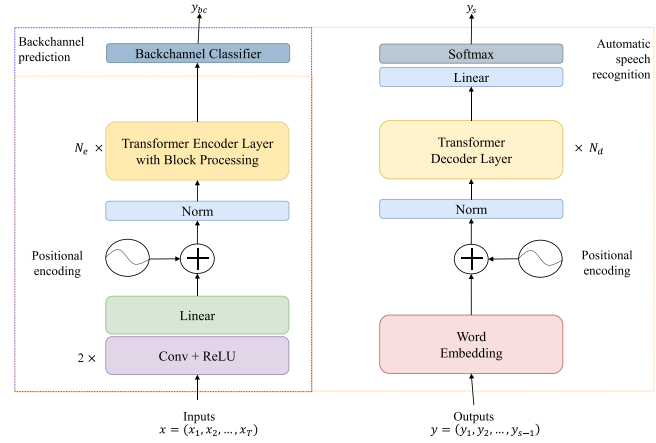 y_bc
Backchannel
prediction
Backchannel Classifier
N_e ×
Transformer Encoder Layer
with Block Processing
Norm
Positional
encoding
Linear
2 ×
Conv + ReLU
Inputs
x = (x_1, x_2, …, x_T)
y_s
Softmax
Automatic
speech
recognition
Linear
Transformer
Decoder Layer
× N_d
Norm
Positional
encoding
Word
Embedding
Outputs
y = (y_1, y_2, …, y_{s−1})